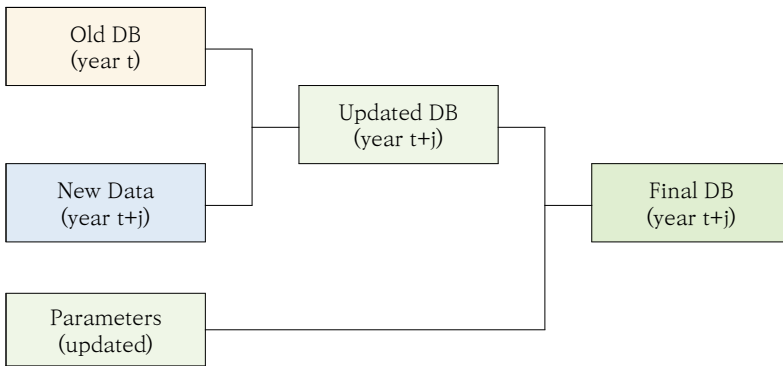 Old DB
(year t)
Updated DB
(year t+j)
New Data
(year t+j)
Final DB
(year t+j)
Parameters
(updated)